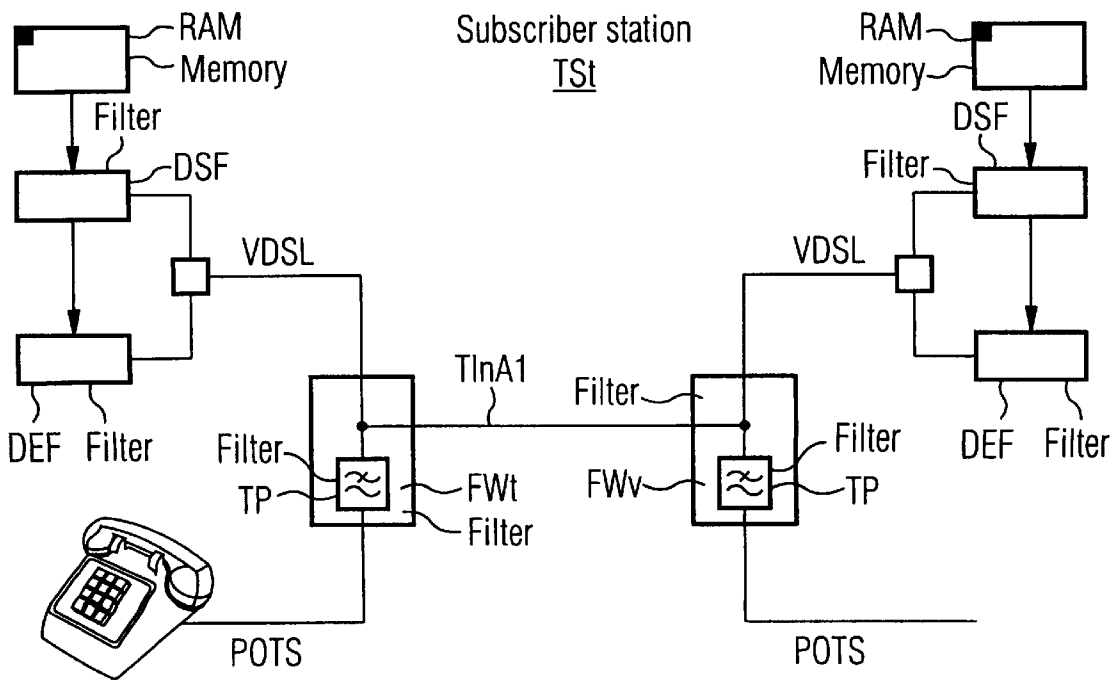 RAM
Memory
Filter
DSF
VDSL
DEF
Filter
Subscriber station
TSt
RAM
Memory
DSF
Filter
VDSL
DEF
Filter
TlnA1
Filter
TP
FWt
Filter
Filter
FWv
Filter
TP
POTS
POTS